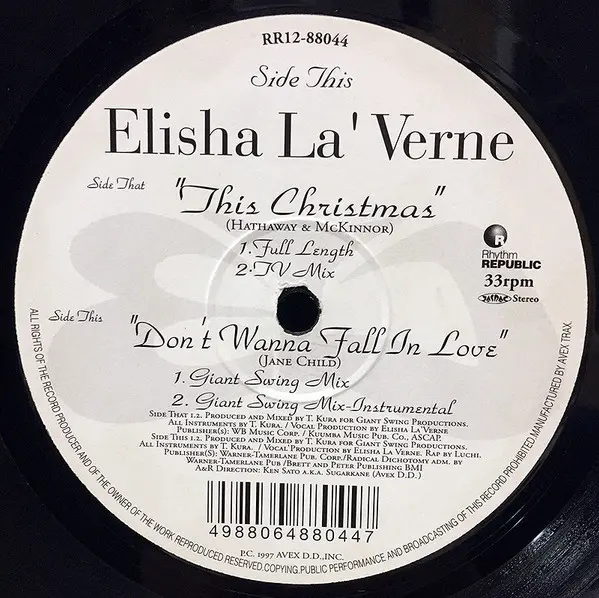 RR12-88044
Side This
Elisha La' Verne
Side That
"This Christmas"
(Hathaway & McKinnor)
1.Full Length
2.TV Mix
R
Rhythm
REPUBLIC
33rpm
JASRAC Stereo
Side This
"Don't Wanna Fall In Love"
(Jane Child)
1. Giant Swing Mix
2. Giant Swing Mix-Instrumental
Side That 1.2. Produced and Mixed by T. Kura for Giant Swing Productions.
All Instruments by T. Kura. / Vocal Production by Elisha La Verne
Publisher(s): WB Music Corp. / Kuumba Music Pub. Co., ASCAP.
Side This 1.2. Produced and Mixed by T. Kura for Giant Swing Productions.
All Instruments by T. Kura. / Vocal Production by Elisha La Verne. Rap by Luchi.
Publisher(s): Warner-Tamerlane Pub. Corp./Radical Dichotomy adm. by
Warner-Tamerlane Pub /Brett and Peter Publishing BMI
A&R Direction: Ken Sato a.k.a. Sugarkane (Avex D.D.)
4988064880447
P.C. 1997 AVEX D.D.,INC.
ALL RIGHTS OF THE RECORD PRODUCER AND OF THE OWNER OF THE WORK REPRODUCED RESERVED.COPYING.PUBLIC PERFORMANCE AND BROADCASTING OF THIS RECORD PROHIBITED.MANUFACTURED BY AVEX TRAX.